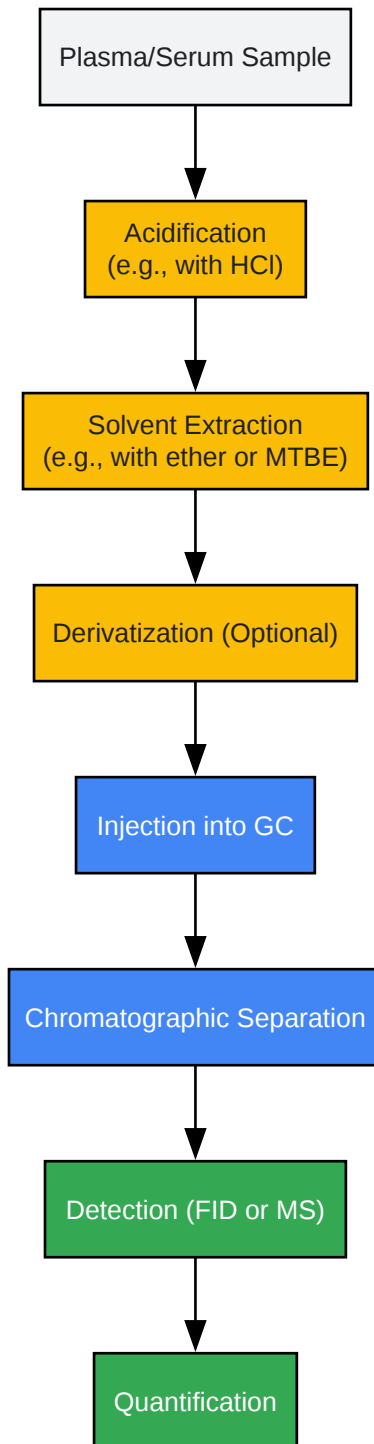 Plasma/Serum Sample
Acidification
(e.g., with HCl)
Solvent Extraction
(e.g., with ether or MTBE)
Derivatization (Optional)
Injection into GC
Chromatographic Separation
Detection (FID or MS)
Quantification